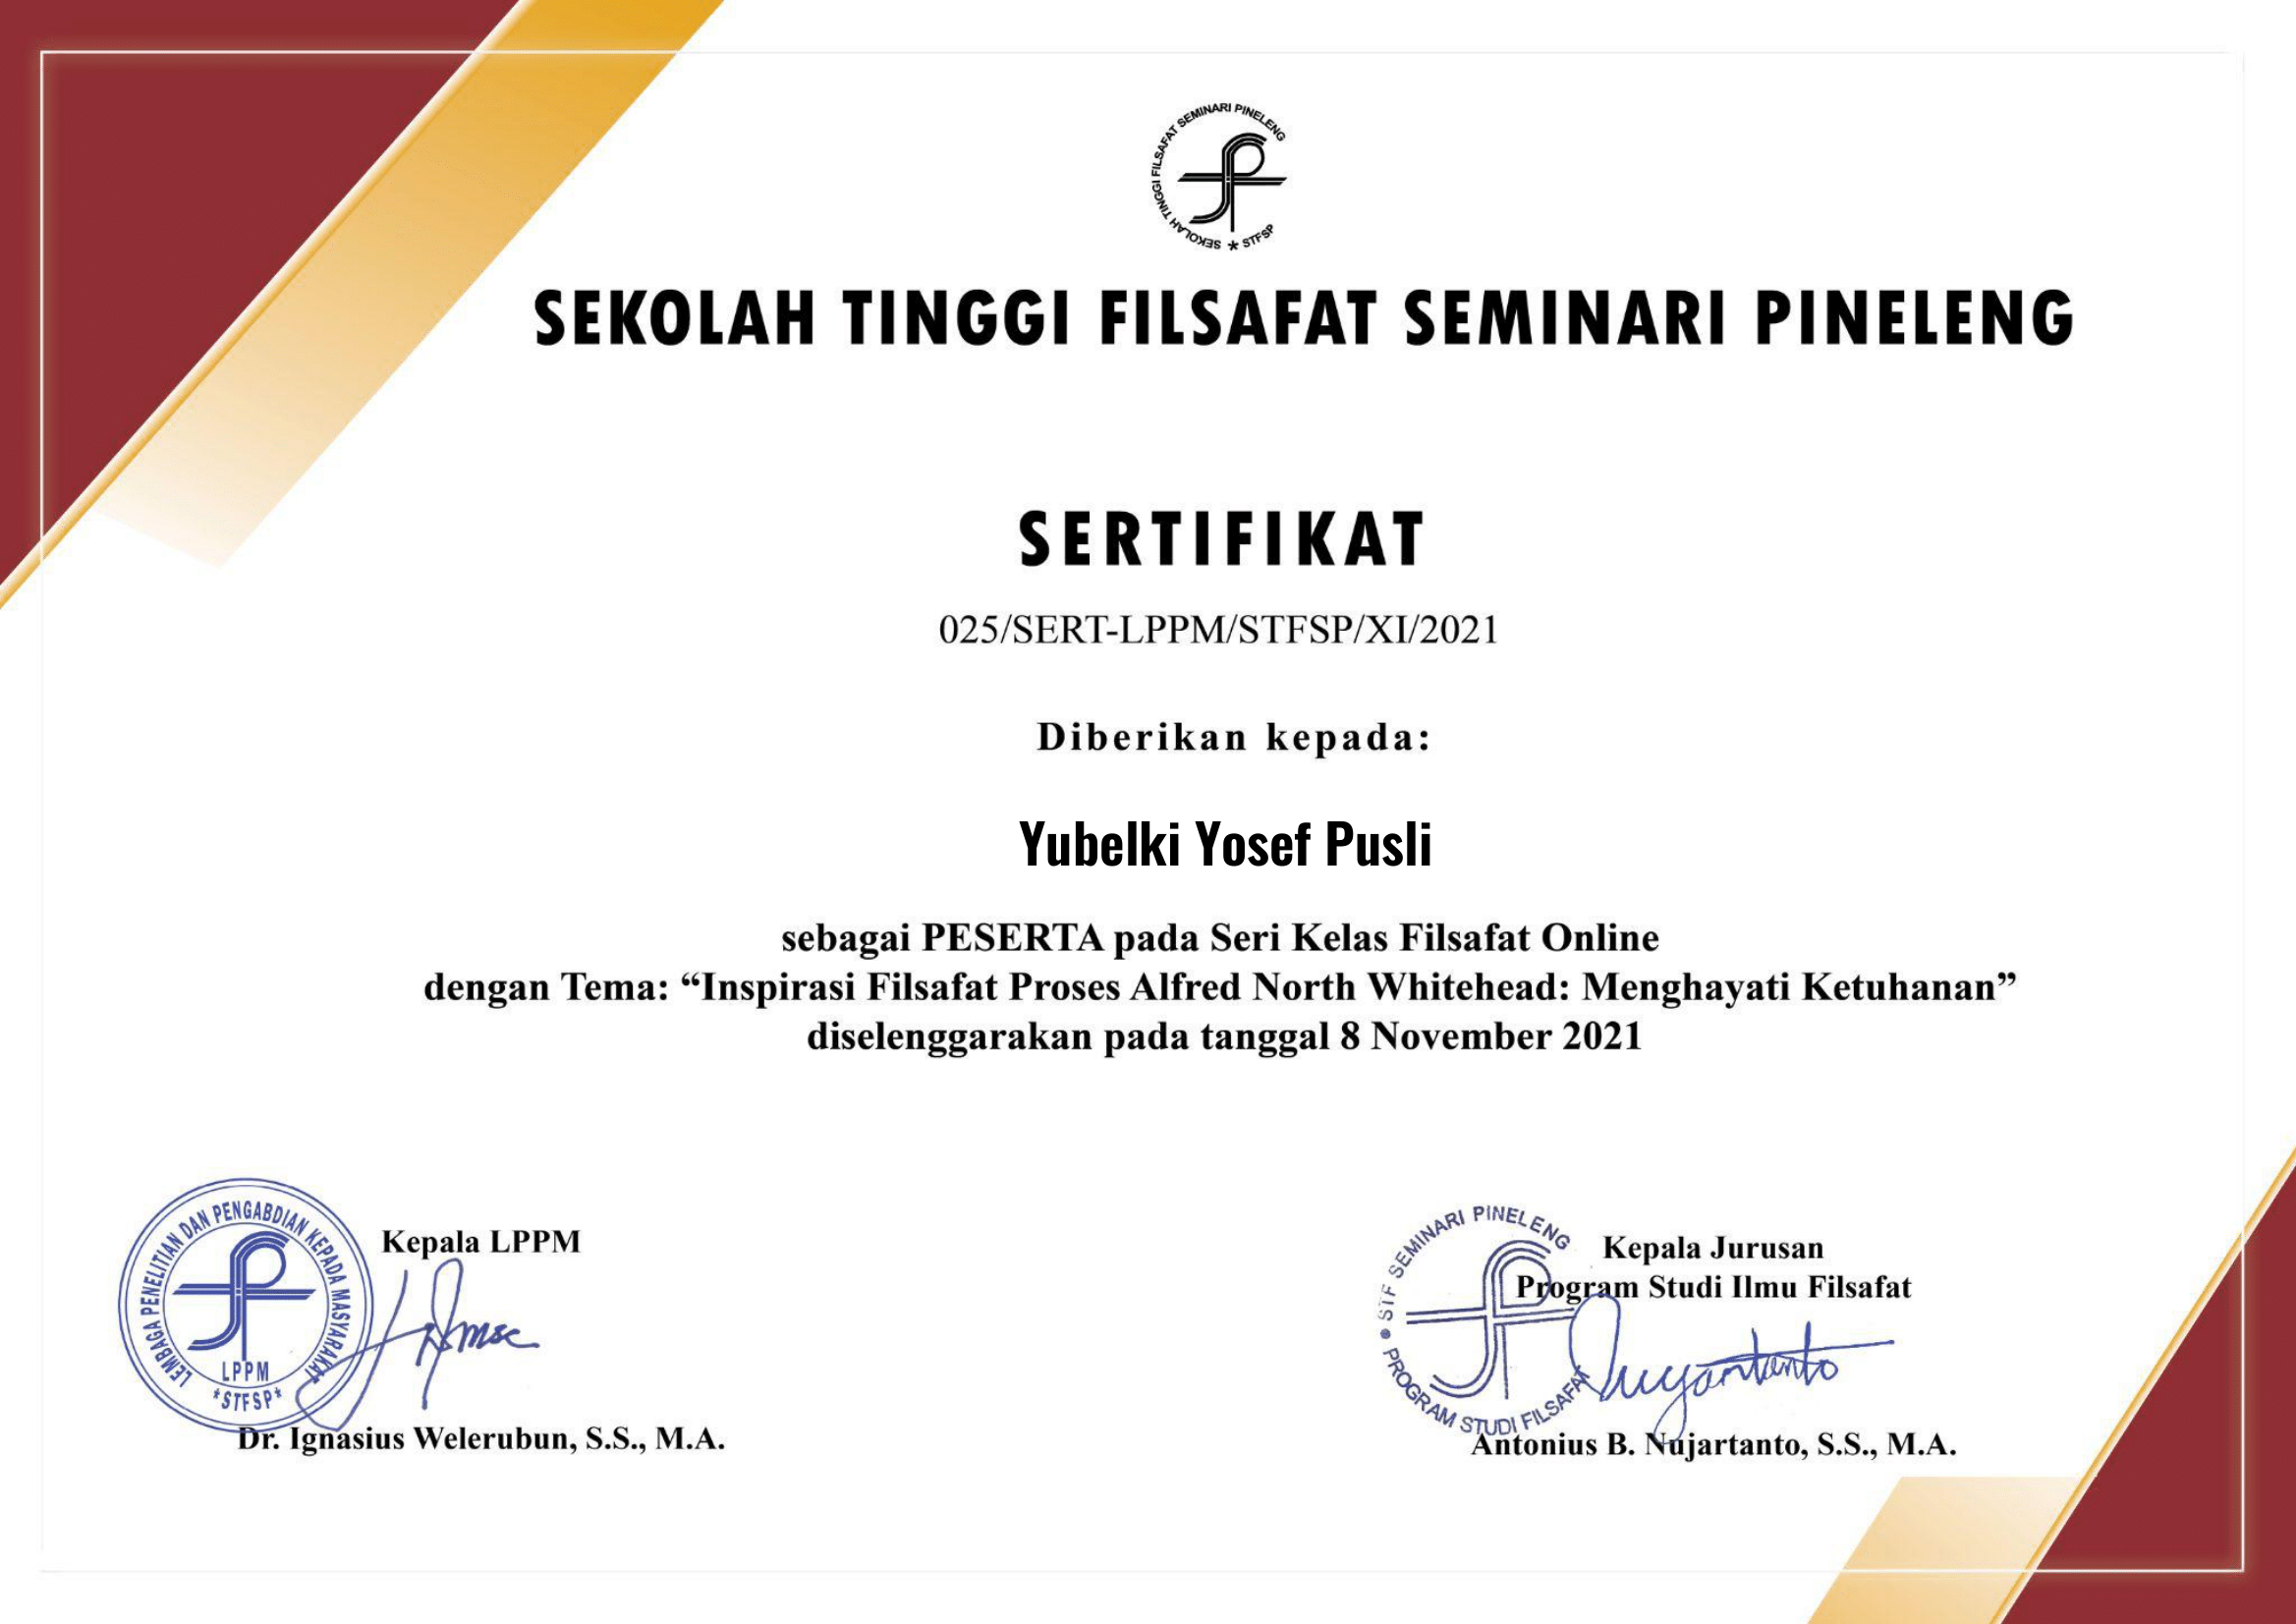 SEKOLAH TINGGI FILSAFAT SEMINARI PINELENG * STFSP
SEKOLAH TINGGI FILSAFAT SEMINARI PINELENG
SERTIFIKAT
025/SERT-LPPM/STFSP/XI/2021
Diberikan kepada:
Yubelki Yosef Pusli
sebagai PESERTA pada Seri Kelas Filsafat Online
dengan Tema: “Inspirasi Filsafat Proses Alfred North Whitehead: Menghayati Ketuhanan”
diselenggarakan pada tanggal 8 November 2021
LEMBAGA PENELITIAN DAN PENGABDIAN KEPADA MASYARAKAT
LPPM
*STFSP*
Kepala LPPM
Dr. Ignasius Welerubun, S.S., M.A.
STF SEMINARI PINELENG
PROGRAM STUDI FILSAFAT
Kepala Jurusan
Program Studi Ilmu Filsafat
Nujartanto
Antonius B. Nujartanto, S.S., M.A.